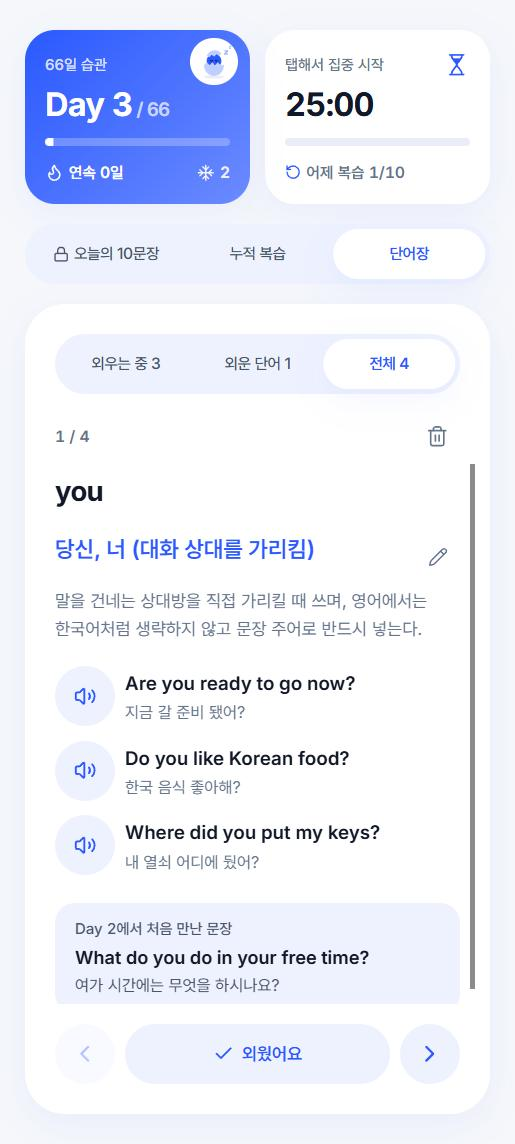 66일 습관
Day 3 / 66
연속 0일
2
탭해서 집중 시작
25:00
어제 복습 1/10
오늘의 10문장
누적 복습
단어장
외우는 중 3
외운 단어 1
전체 4
1 / 4
you
당신, 너 (대화 상대를 가리킴)
말을 건네는 상대방을 직접 가리킬 때 쓰며, 영어에서는
한국어처럼 생략하지 않고 문장 주어로 반드시 넣는다.
Are you ready to go now?
지금 갈 준비 됐어?
Do you like Korean food?
한국 음식 좋아해?
Where did you put my keys?
내 열쇠 어디에 뒀어?
Day 2에서 처음 만난 문장
What do you do in your free time?
여가 시간에는 무엇을 하시나요?
외웠어요